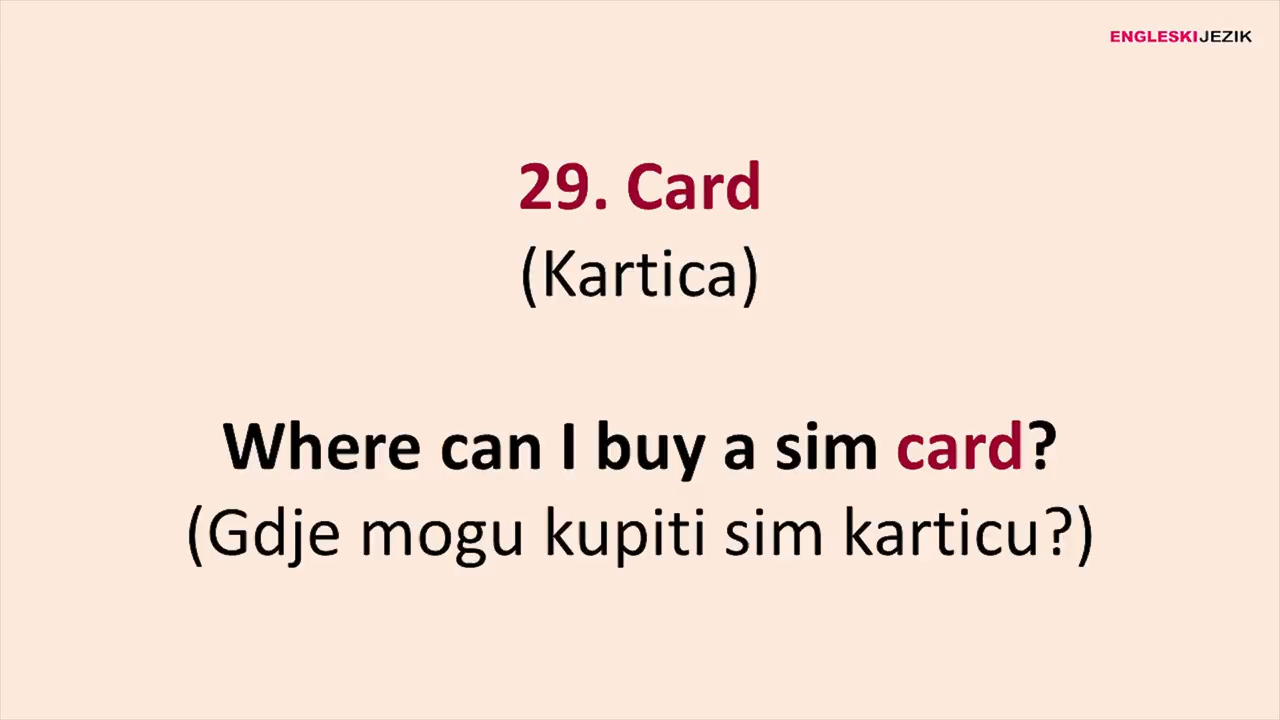 ENGLESKIJEZIK
29. Card
(Kartica)
Where can I buy a sim card?
(Gdje mogu kupiti sim karticu?)